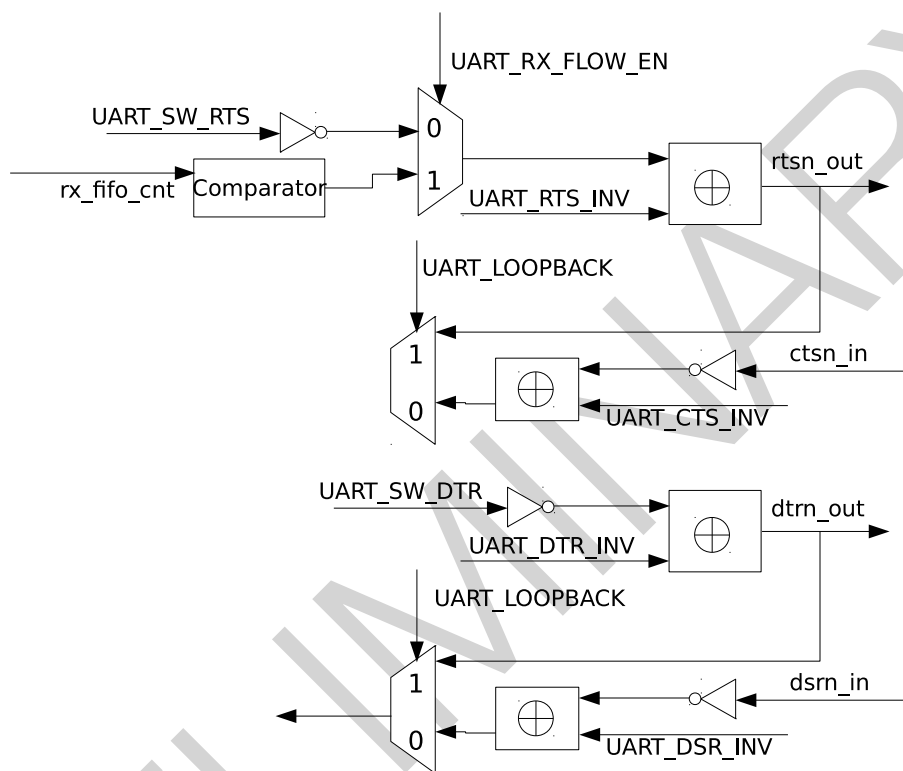 UART_RX_FLOW_EN
UART_SW_RTS
0
rtsn_out
rx_fifo_cnt
Comparator
1
UART_RTS_INV
UART_LOOPBACK
1
ctsn_in
0
UART_CTS_INV
UART_SW_DTR
dtrn_out
UART_DTR_INV
UART_LOOPBACK
1
dsrn_in
0
UART_DSR_INV